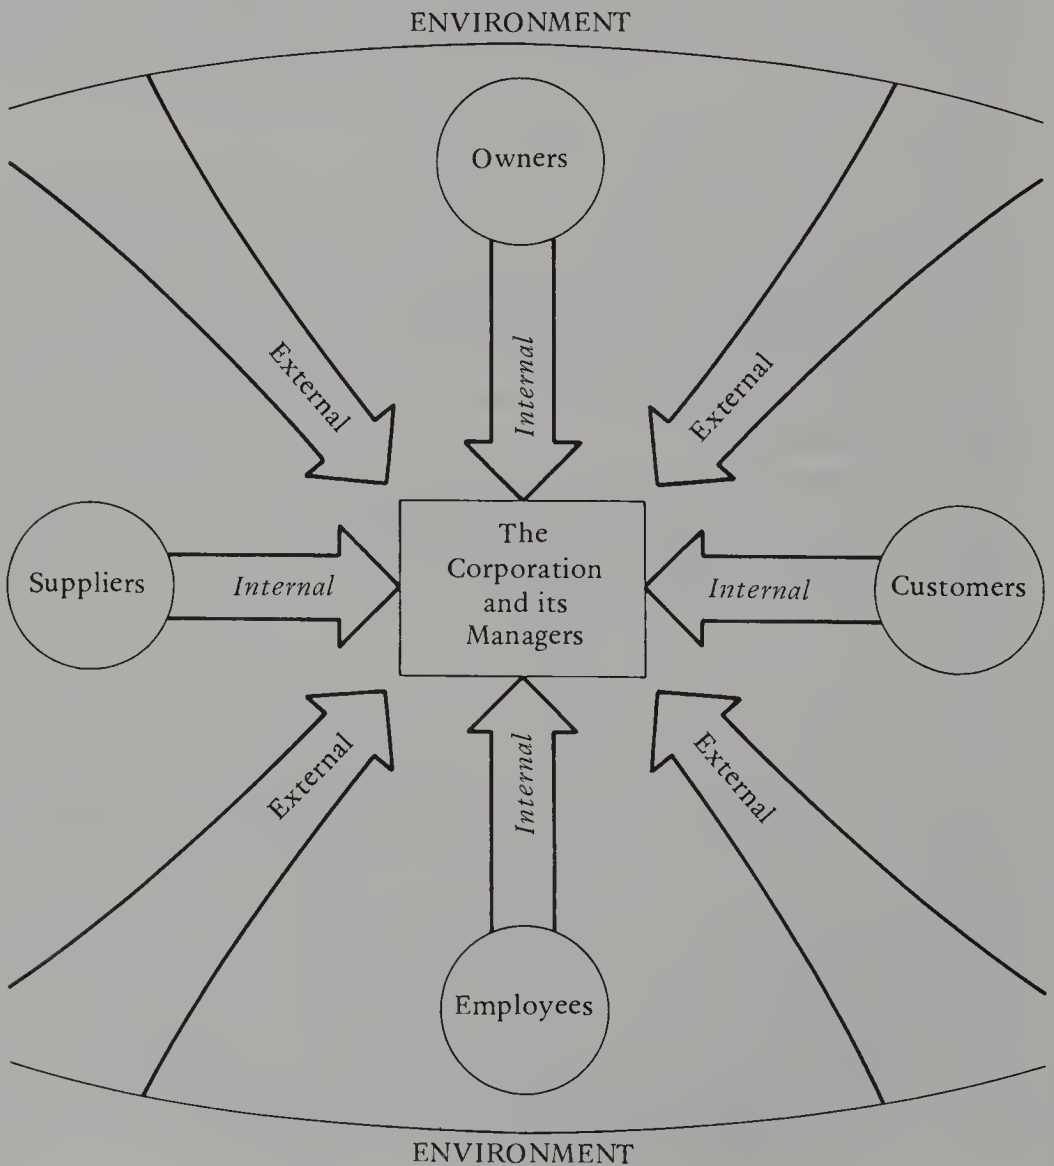 ENVIRONMENT
Owners
External
Internal
External
Suppliers
Internal
The
Corporation
and its
Managers
Internal
Customers
External
Internal
External
Employees
ENVIRONMENT